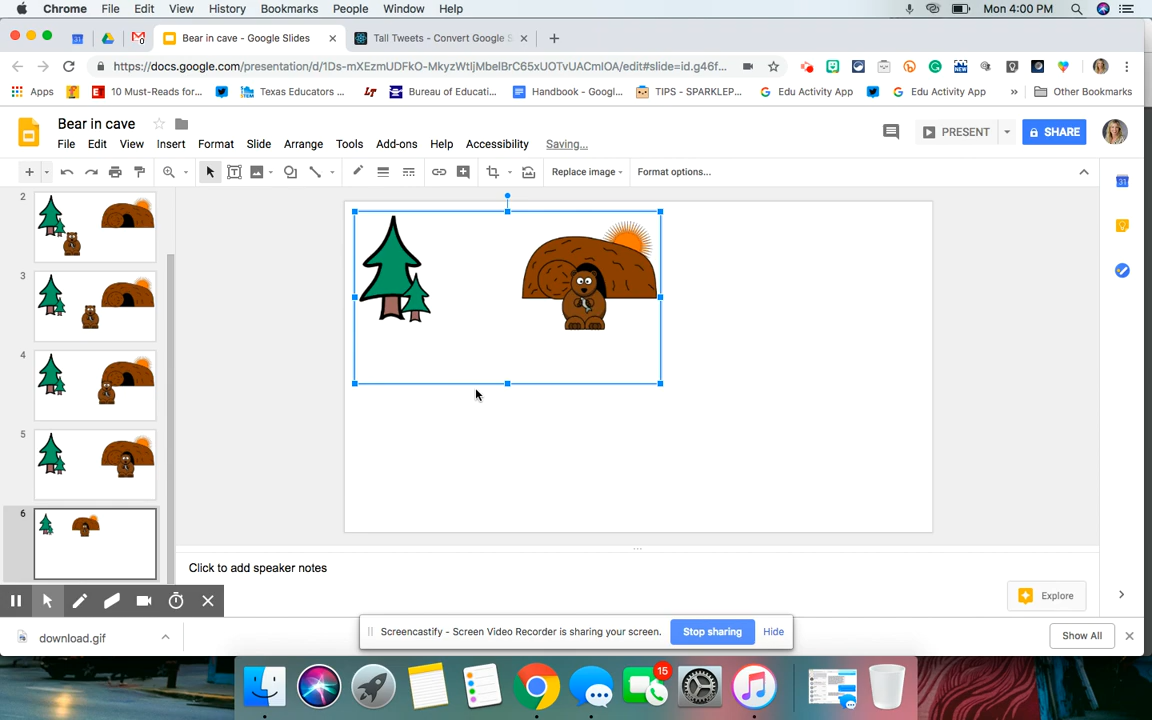 Chrome File Edit View History Bookmarks People Window Help Mon 4:00 PM
Bear in cave - Google Slides Tall Tweets - Convert Google S
https://docs.google.com/presentation/d/1Ds-mXEzmUDFkO-MkyzWtljMbelBrC65xUOTvUACmIOA/edit#slide=id.g46f...
Apps 10 Must-Reads for... Texas Educators ... Bureau of Educati... Handbook - Googl... TIPS - SPARKLEP... Edu Activity App Edu Activity App » Other Bookmarks
Bear in cave
File Edit View Insert Format Slide Arrange Tools Add-ons Help Accessibility Saving...
PRESENT SHARE
Replace image Format options...
2
3
4
5
6
Click to add speaker notes
Explore
download.gif
Screencastify - Screen Video Recorder is sharing your screen. Stop sharing Hide
Show All
15